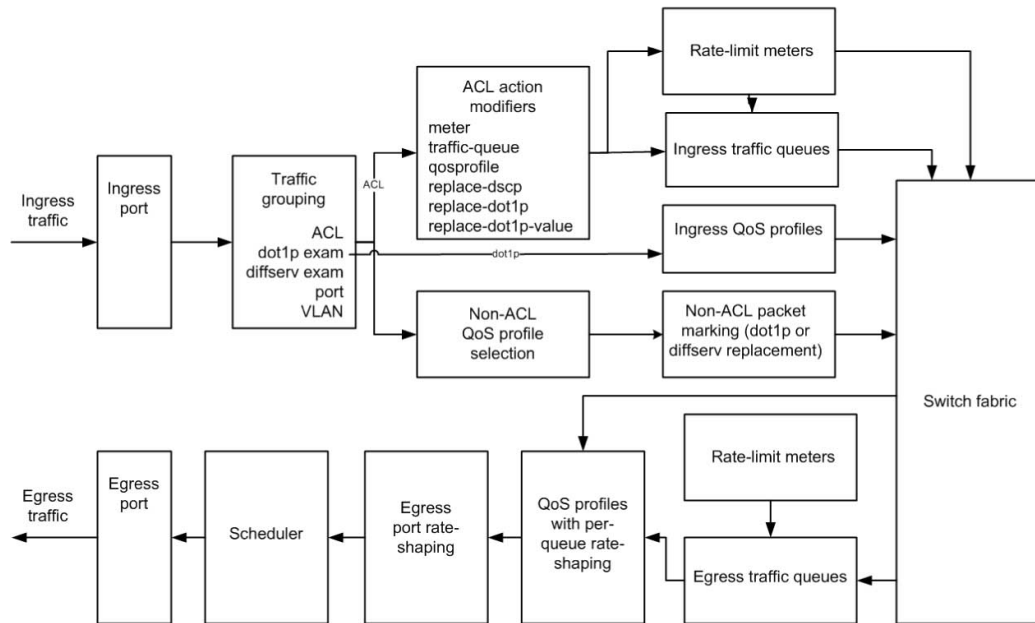 Rate-limit meters
ACL action
modifiers
meter
traffic-queue
qosprofile
replace-dscp
replace-dot1p
replace-dot1p-value
Ingress traffic queues
Ingress
traffic
Ingress
port
Traffic
grouping
ACL
dot1p exam
diffserv exam
port
VLAN
ACL
dot1p
Ingress QoS profiles
Non-ACL
QoS profile
selection
Non-ACL packet
marking (dot1p or
diffserv replacement)
Switch fabric
Rate-limit meters
Egress
traffic
Egress
port
Scheduler
Egress
port rate-
shaping
QoS profiles
with per-
queue rate-
shaping
Egress traffic queues